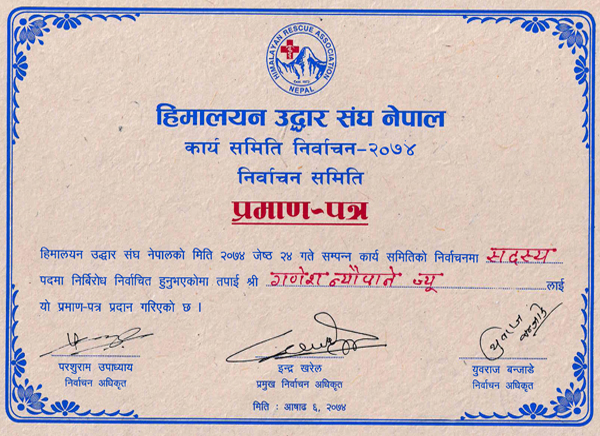 HIMALAYAN RESCUE ASSOCIATION
NEPAL
हिमालयन उद्धार संघ नेपाल
कार्य समिति निर्वाचन-२०७४
निर्वाचन समिति
प्रमाण-पत्र
हिमालयन उद्धार संघ नेपालको मिति २०७४ जेष्ठ २४ गते सम्पन्न कार्य समितिको निर्वाचनमा सदस्य
पदमा निर्बिरोध निर्वाचित हुनुभएकोमा तपाई श्री गणेश न्यौपाने ज्यू लाई
यो प्रमाण-पत्र प्रदान गरिएको छ ।
युवराज बन्जाडे
परशुराम उपाध्याय इन्द्र खरेल युवराज बन्जाडे
निर्वाचन अधिकृत प्रमुख निर्वाचन अधिकृत निर्वाचन अधिकृत
मिति : आषाढ ६, २०७४